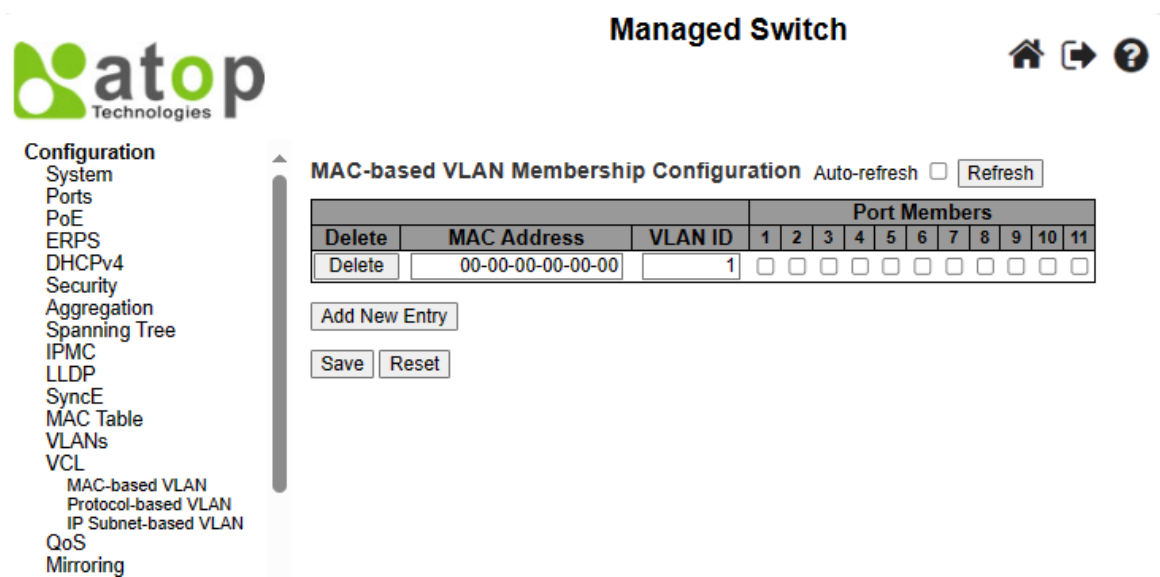 Managed Switch
atop
Technologies
Configuration
System
Ports
PoE
ERPS
DHCPv4
Security
Aggregation
Spanning Tree
IPMC
LLDP
SyncE
MAC Table
VLANs
VCL
MAC-based VLAN
Protocol-based VLAN
IP Subnet-based VLAN
QoS
Mirroring
MAC-based VLAN Membership Configuration Auto-refresh Refresh
Port Members
Delete MAC Address VLAN ID 1 2 3 4 5 6 7 8 9 10 11
Delete 00-00-00-00-00-00 1
Add New Entry
Save Reset